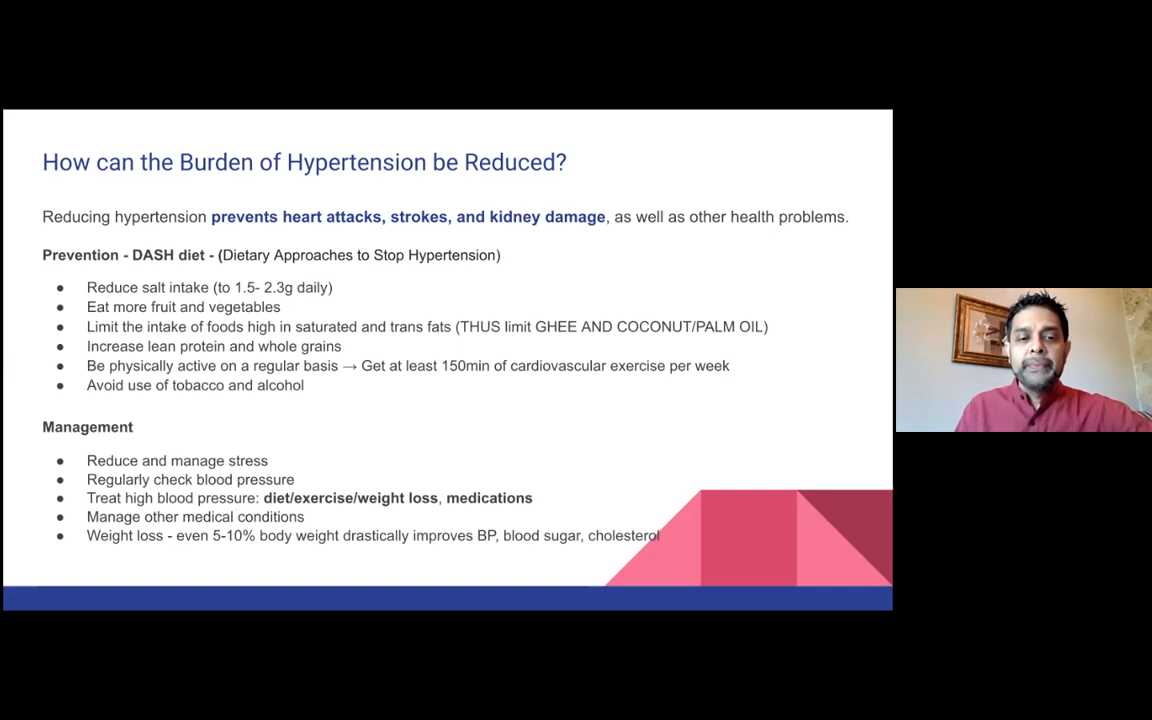 How can the Burden of Hypertension be Reduced?
Reducing hypertension prevents heart attacks, strokes, and kidney damage, as well as other health problems.
Prevention - DASH diet - (Dietary Approaches to Stop Hypertension)
● Reduce salt intake (to 1.5- 2.3g daily)
● Eat more fruit and vegetables
● Limit the intake of foods high in saturated and trans fats (THUS limit GHEE AND COCONUT/PALM OIL)
● Increase lean protein and whole grains
● Be physically active on a regular basis → Get at least 150min of cardiovascular exercise per week
● Avoid use of tobacco and alcohol
Management
● Reduce and manage stress
● Regularly check blood pressure
● Treat high blood pressure: diet/exercise/weight loss, medications
● Manage other medical conditions
● Weight loss - even 5-10% body weight drastically improves BP, blood sugar, cholesterol